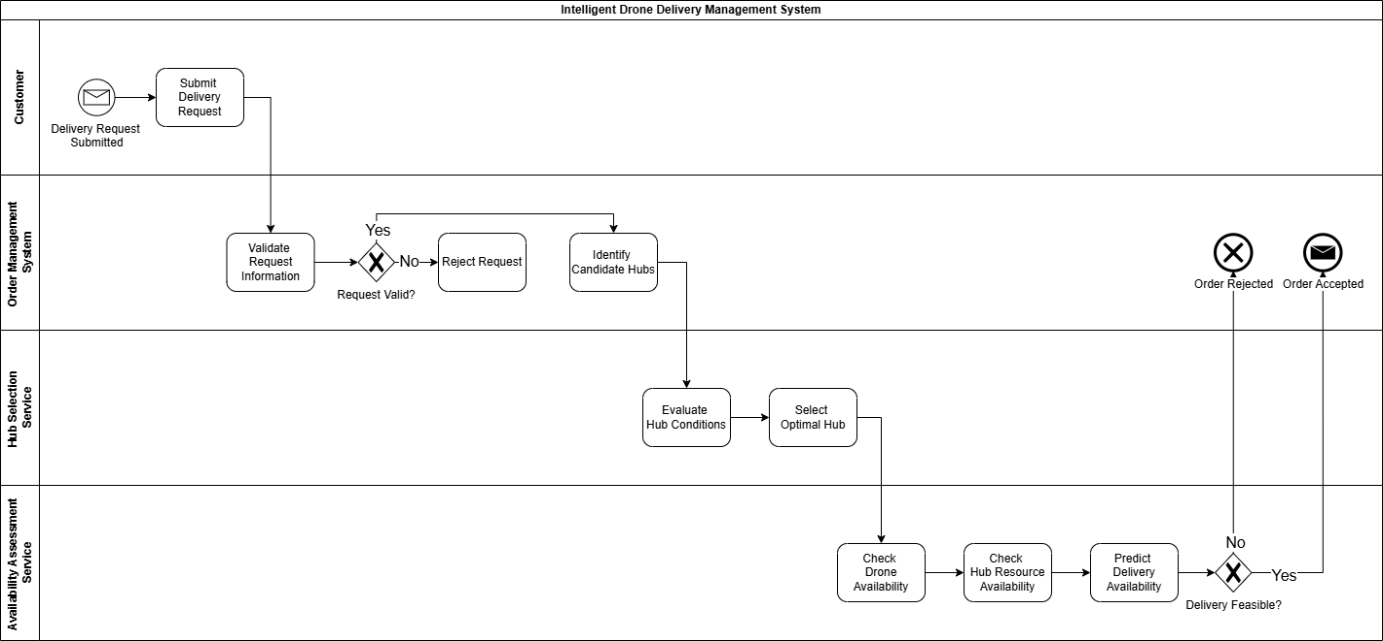 Intelligent Drone Delivery Management System
Customer
Delivery Request
Submitted
Submit
Delivery
Request
Order Management
System
Validate
Request
Information
Yes
No
Request Valid?
Reject Request
Identify
Candidate Hubs
Order Rejected
Order Accepted
Hub Selection
Service
Evaluate
Hub Conditions
Select
Optimal Hub
Availability Assessment
Service
Check
Drone
Availability
Check
Hub Resource
Availability
Predict
Delivery
Availability
No
Yes
Delivery Feasible?